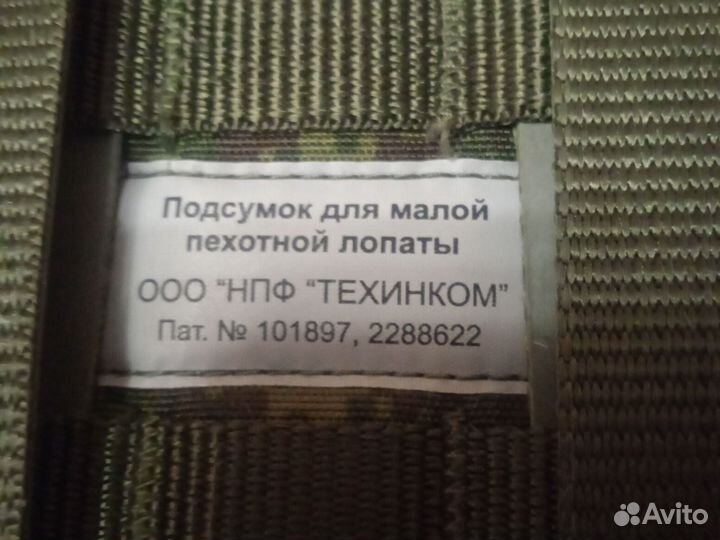 Подсумок для малой
пехотной лопаты
ООО “НПФ “ТЕХИНКОМ”
Пат. № 101897, 2288622
Avito